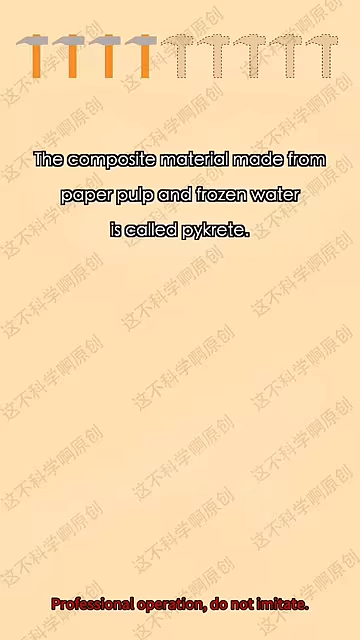 The composite material made from
paper pulp and frozen water
is called pykrete.
这不科学啊原创
Professional operation, do not imitate.